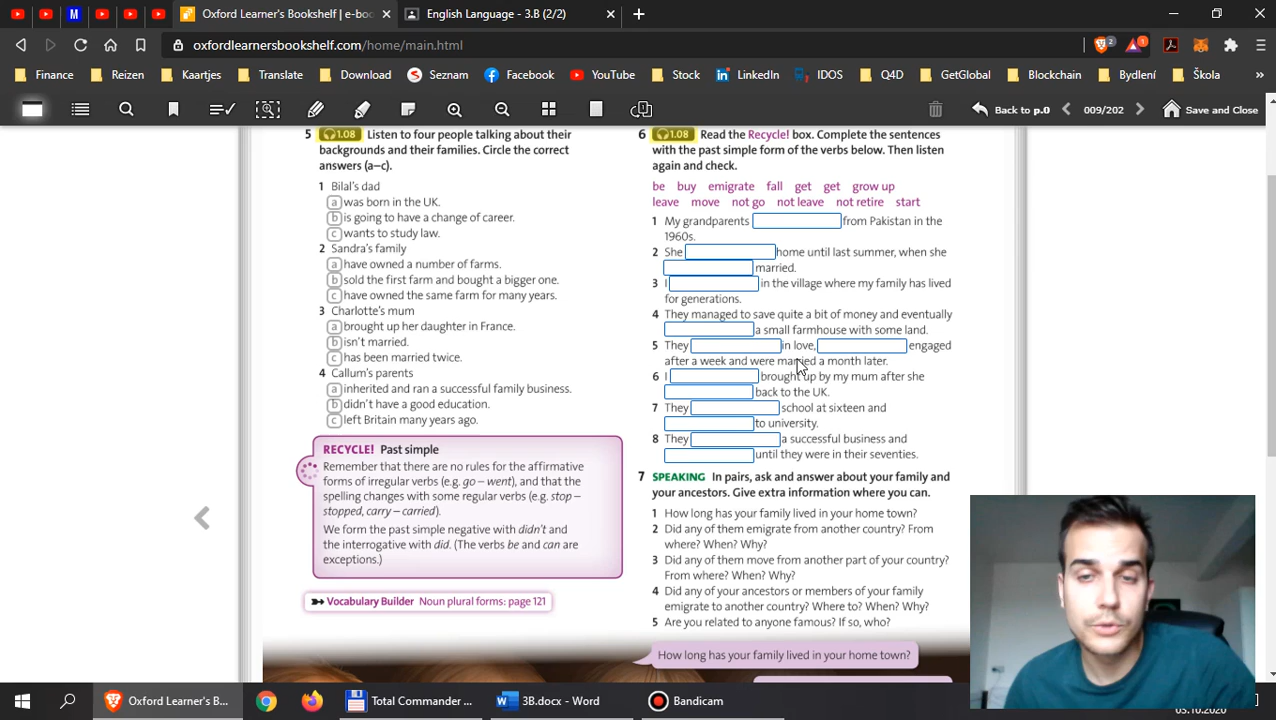 Oxford Learner's Bookshelf | e-boo
English Language - 3.B (2/2)
oxfordlearnersbookshelf.com/home/main.html
2
1
Finance
Reizen
Kaartjes
Translate
Download
Seznam
Facebook
YouTube
Stock
LinkedIn
IDOS
Q4D
GetGlobal
Blockchain
Bydlení
Škola
Back to p.0
009/202
Save and Close
5 1.08 Listen to four people talking about their
backgrounds and their families. Circle the correct
answers (a–c).
1 Bilal's dad
a was born in the UK.
b is going to have a change of career.
c wants to study law.
2 Sandra's family
a have owned a number of farms.
b sold the first farm and bought a bigger one.
c have owned the same farm for many years.
3 Charlotte's mum
a brought up her daughter in France.
b isn't married.
c has been married twice.
4 Callum's parents
a inherited and ran a successful family business.
b didn't have a good education.
c left Britain many years ago.
RECYCLE! Past simple
Remember that there are no rules for the affirmative
forms of irregular verbs (e.g. go – went), and that the
spelling changes with some regular verbs (e.g. stop –
stopped, carry – carried).
We form the past simple negative with didn't and
the interrogative with did. (The verbs be and can are
exceptions.)
Vocabulary Builder Noun plural forms: page 121
6 1.08 Read the Recycle! box. Complete the sentences
with the past simple form of the verbs below. Then listen
again and check.
be buy emigrate fall get get grow up
leave move not go not leave not retire start
1 My grandparents from Pakistan in the
1960s.
2 She home until last summer, when she
married.
3 I in the village where my family has lived
for generations.
4 They managed to save quite a bit of money and eventually
a small farmhouse with some land.
5 They in love, engaged
after a week and were married a month later.
6 I brought up by my mum after she
back to the UK.
7 They school at sixteen and
to university.
8 They a successful business and
until they were in their seventies.
7 SPEAKING In pairs, ask and answer about your family and
your ancestors. Give extra information where you can.
1 How long has your family lived in your home town?
2 Did any of them emigrate from another country? From
where? When? Why?
3 Did any of them move from another part of your country?
From where? When? Why?
4 Did any of your ancestors or members of your family
emigrate to another country? Where to? When? Why?
5 Are you related to anyone famous? If so, who?
How long has your family lived in your home town?
Oxford Learner's B...
Total Commander ...
3B.docx - Word
Bandicam
03.10.2020